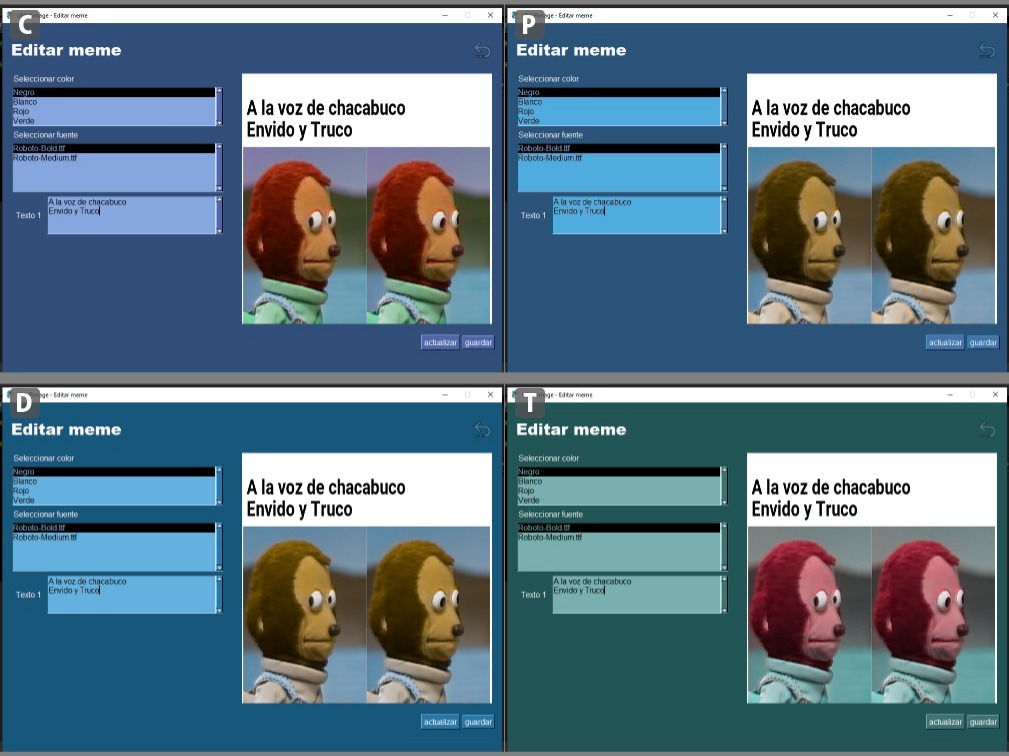 C
- Editar meme
Editar meme
Seleccionar color
Negro
Blanco
Rojo
Verde
Seleccionar fuente
Roboto-Bold.ttf
Roboto-Medium.ttf
Texto 1
A la voz de chacabuco
Envido y Truco
A la voz de chacabuco
Envido y Truco
actualizar guardar
P
- Editar meme
Editar meme
Seleccionar color
Negro
Blanco
Rojo
Verde
Seleccionar fuente
Roboto-Bold.ttf
Roboto-Medium.ttf
Texto 1
A la voz de chacabuco
Envido y Truco
A la voz de chacabuco
Envido y Truco
actualizar guardar
D
- Editar meme
Editar meme
Seleccionar color
Negro
Blanco
Rojo
Verde
Seleccionar fuente
Roboto-Bold.ttf
Roboto-Medium.ttf
Texto 1
A la voz de chacabuco
Envido y Truco
A la voz de chacabuco
Envido y Truco
actualizar guardar
T
- Editar meme
Editar meme
Seleccionar color
Negro
Blanco
Rojo
Verde
Seleccionar fuente
Roboto-Bold.ttf
Roboto-Medium.ttf
Texto 1
A la voz de chacabuco
Envido y Truco
A la voz de chacabuco
Envido y Truco
actualizar guardar